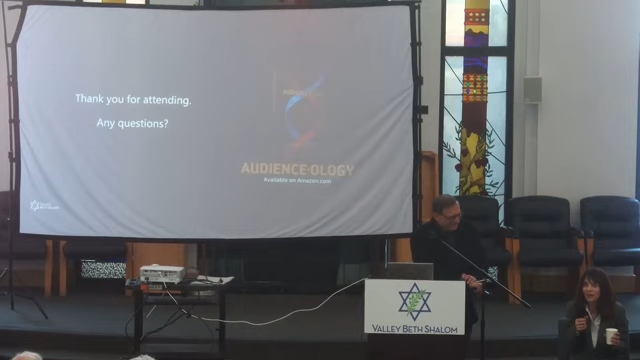 Thank you for attending.
Any questions?
AUDIENCE·OLOGY
Available on Amazon.com
VALLEY BETH SHALOM